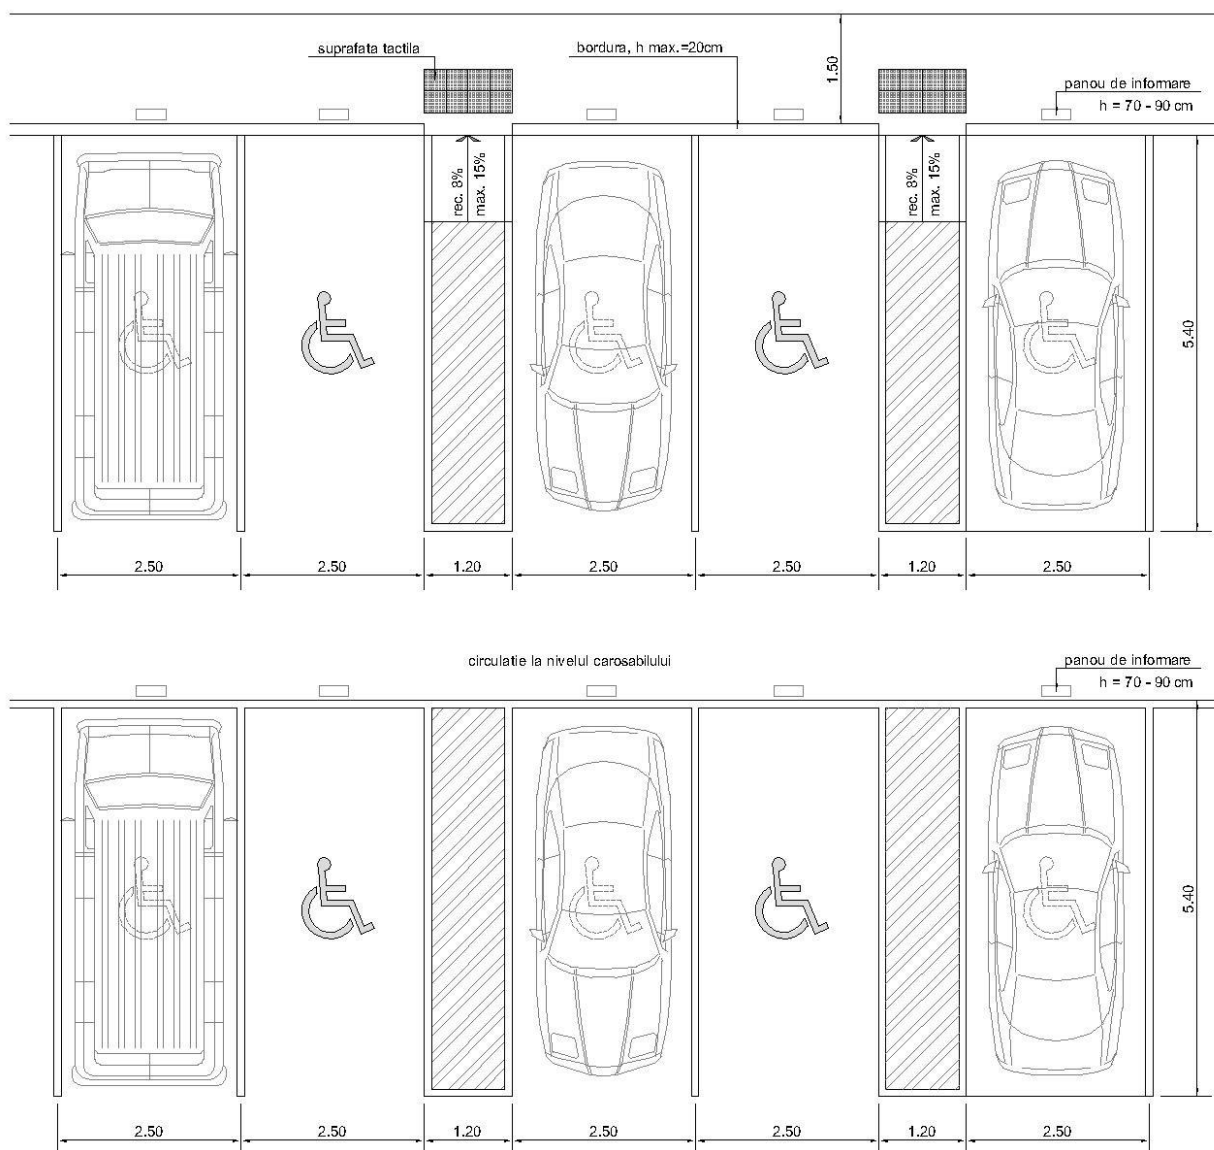 suprafata tactila
bordura, h max.=20cm
1.50
panou de informare
h = 70 - 90 cm
rec. 8%
max. 15%
rec. 8%
max. 15%
5.40
2.50
2.50
1.20
2.50
2.50
1.20
2.50
circulatie la nivelul carosabilului
panou de informare
h = 70 - 90 cm
5.40
2.50
2.50
1.20
2.50
2.50
1.20
2.50